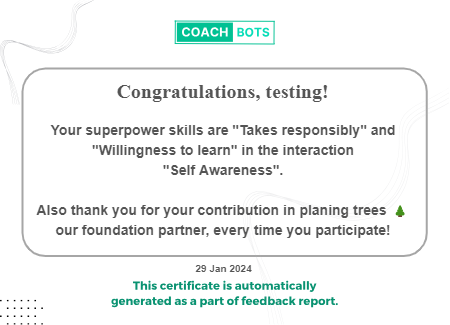 COACH BOTS
Congratulations, testing!
Your superpower skills are "Takes responsibly" and
"Willingness to learn" in the interaction
"Self Awareness".
Also thank you for your contribution in planing trees 🌲
our foundation partner, every time you participate!
29 Jan 2024
This certificate is automatically
generated as a part of feedback report.